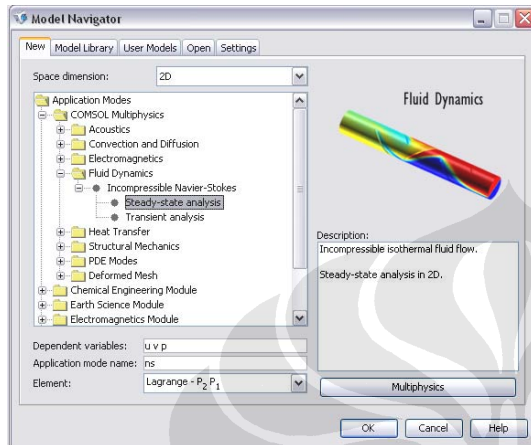 Model Navigator
New Model Library User Models Open Settings
Space dimension: 2D
Application Modes
COMSOL Multiphysics
Acoustics
Convection and Diffusion
Electromagnetics
Fluid Dynamics
Incompressible Navier-Stokes
Steady-state analysis
Transient analysis
Heat Transfer
Structural Mechanics
PDE Modes
Deformed Mesh
Chemical Engineering Module
Earth Science Module
Electromagnetics Module
Dependent variables: u v p
Application mode name: ns
Element: Lagrange - P₂ P₁
Fluid Dynamics
Description:
Incompressible isothermal fluid flow.
Steady-state analysis in 2D.
Multiphysics
OK Cancel Help